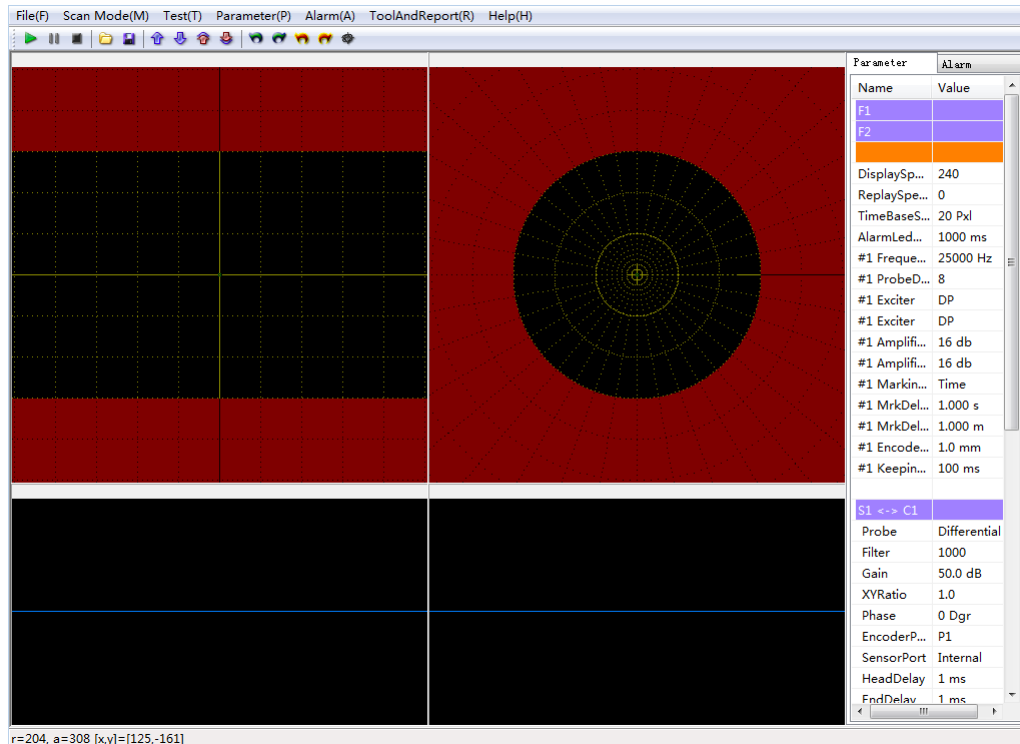 File(F) Scan Mode(M) Test(T) Parameter(P) Alarm(A) ToolAndReport(R) Help(H)
Parameter Alarm
Name Value
F1
F2
DisplaySp... 240
ReplaySpe... 0
TimeBaseS... 20 Pxl
AlarmLed... 1000 ms
#1 Freque... 25000 Hz
#1 ProbeD... 8
#1 Exciter DP
#1 Exciter DP
#1 Amplifi... 16 db
#1 Amplifi... 16 db
#1 Markin... Time
#1 MrkDel... 1.000 s
#1 MrkDel... 1.000 m
#1 Encode... 1.0 mm
#1 Keepin... 100 ms
S1 <-> C1
Probe Differential
Filter 1000
Gain 50.0 dB
XYRatio 1.0
Phase 0 Dgr
EncoderP... P1
SensorPort Internal
HeadDelay 1 ms
EndDelay 1 ms
r=204, a=308 [x,y]=[125,-161]